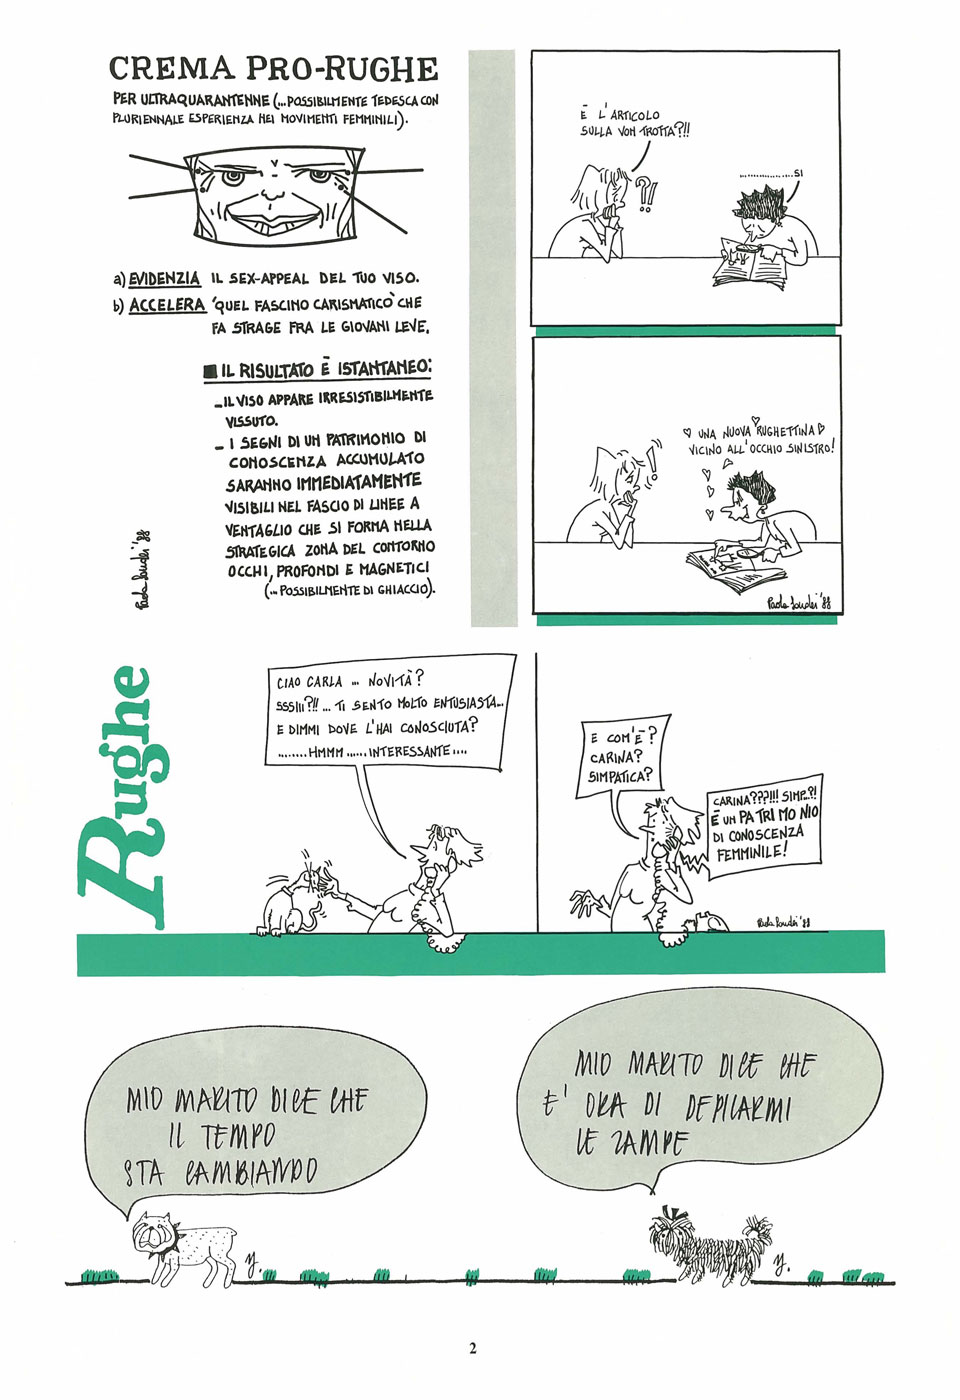 CREMA PRO-RUGHE
PER ULTRAQUARANTENNE (...POSSIBILMENTE TEDESCA CON
PLURIENNALE ESPERIENZA NEI MOVIMENTI FEMMINILI).
a) EVIDENZIA IL SEX-APPEAL DEL TUO VISO.
b) ACCELERA 'QUEL FASCINO CARISMATICO' CHE
FA STRAGE FRA LE GIOVANI LEVE.
■ IL RISULTATO È ISTANTANEO:
- IL VISO APPARE IRRESISTIBILMENTE
VISSUTO.
- I SEGNI DI UN PATRIMONIO DI
CONOSCENZA ACCUMULATO
SARANNO IMMEDIATAMENTE
VISIBILI NEL FASCIO DI LINEE A
VENTAGLIO CHE SI FORMA NELLA
STRATEGICA ZONA DEL CONTORNO
OCCHI, PROFONDI E MAGNETICI
(... POSSIBILMENTE DI GHIACCIO).
'88
È L'ARTICOLO
SULLA VON TROTTA?!!
?!
...............SI
♡ UNA NUOVA RUGHETTINA ♡
VICINO ALL'OCCHIO SINISTRO!
!
Paola '88
Rughe
CIAO CARLA ... NOVITÀ?
SSSIII?!! ... TI SENTO MOLTO ENTUSIASTA...
E DIMMI DOVE L'HAI CONOSCIUTA?
........HMMM ......INTERESSANTE ....
E COM'È?
CARINA?
SIMPATICA?
CARINA???!!! SIMP..?!
È UN PATRIMONIO
DI CONOSCENZA
FEMMINILE!
'88
MIO MARITO DICE CHE
IL TEMPO
STA CAMBIANDO
MIO MARITO DICE CHE
E' ORA DI DEPILARMI
LE ZAMPE
y.
y.
2